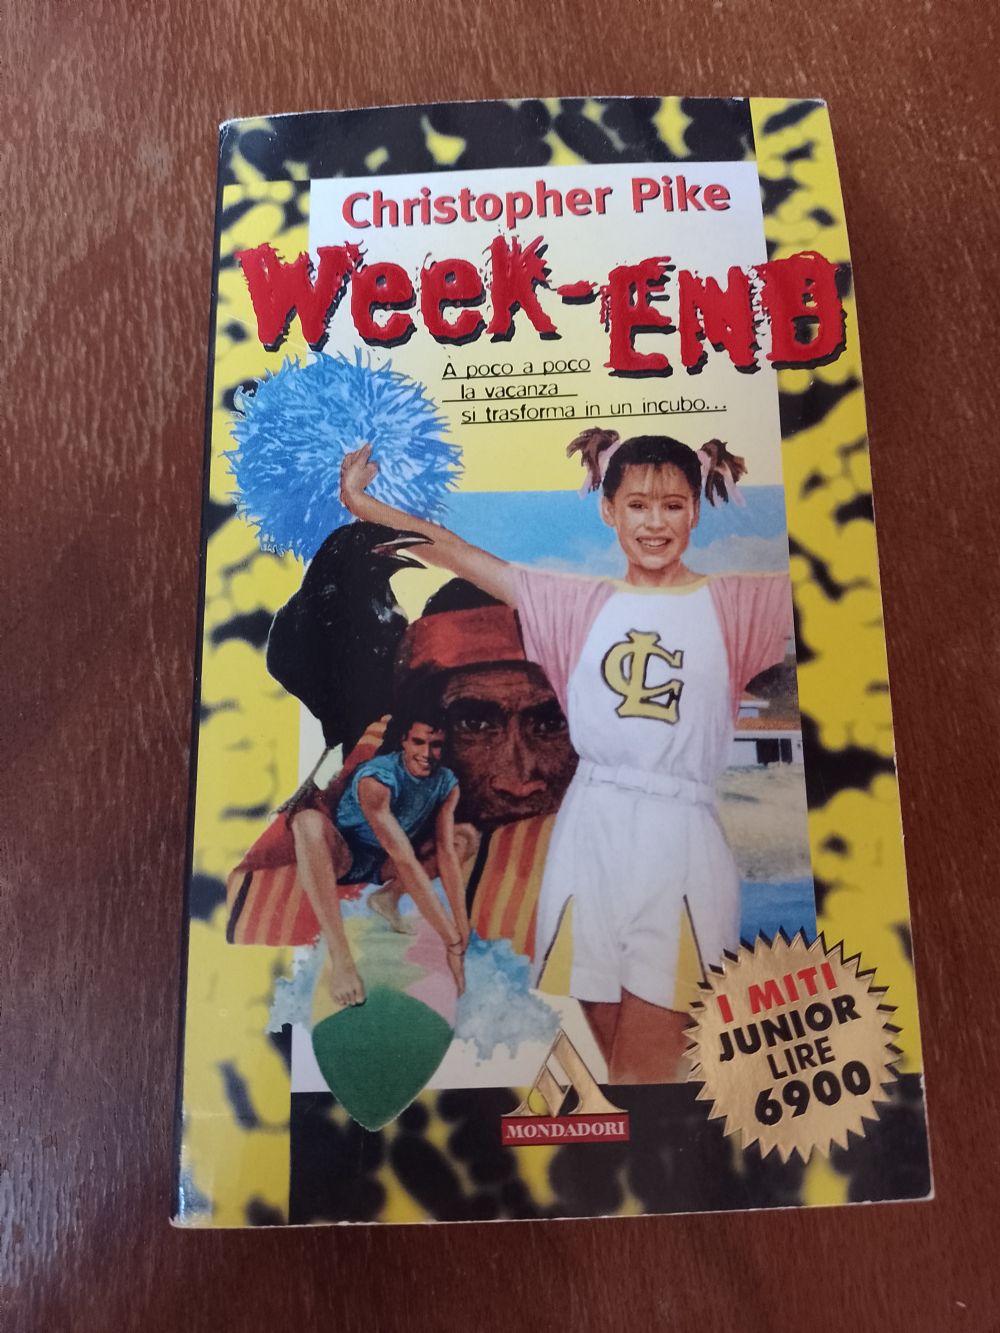 Christopher Pike
Week-END
A poco a poco
la vacanza
si trasforma in un incubo...
CL
I MITI
JUNIOR
LIRE
6900
MONDADORI